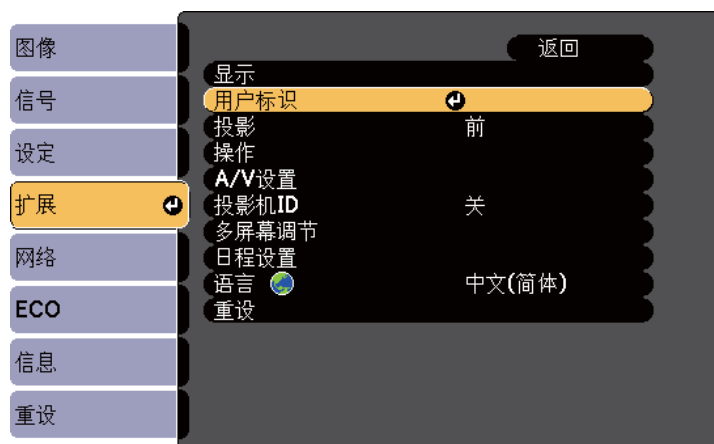 图像
信号
设定
扩展
网络
ECO
信息
重设
返回
显示
用户标识
投影 前
操作
A/V设置
投影机ID 关
多屏幕调节
日程设置
语言 中文(简体)
重设